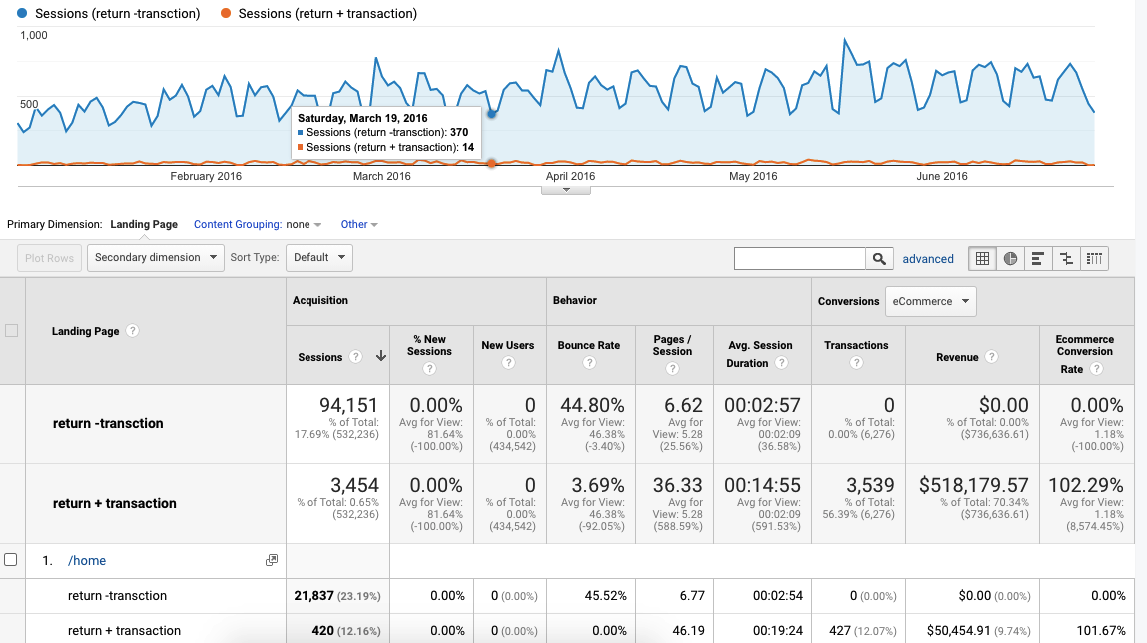 Sessions (return -transction) Sessions (return + transaction)
1,000
500
Saturday, March 19, 2016
Sessions (return -transction): 370
Sessions (return + transaction): 14
February 2016 March 2016 April 2016 May 2016 June 2016
Primary Dimension: Landing Page Content Grouping: none Other
Plot Rows Secondary dimension Sort Type: Default advanced
Acquisition Behavior Conversions eCommerce
Landing Page ? Sessions ? % New Sessions ? New Users ? Bounce Rate ? Pages / Session ? Avg. Session Duration ? Transactions ? Revenue ? Ecommerce Conversion Rate ?
return -transction
94,151
% of Total:
17.69% (532,236)
0.00%
Avg for View:
81.64%
(-100.00%)
0
% of Total:
0.00%
(434,542)
44.80%
Avg for View:
46.38%
(-3.40%)
6.62
Avg for
View: 5.28
(25.56%)
00:02:57
Avg for View:
00:02:09
(36.58%)
0
% of Total:
0.00% (6,276)
$0.00
% of Total: 0.00%
($736,636.61)
0.00%
Avg for View:
1.18%
(-100.00%)
return + transaction
3,454
% of Total: 0.65%
(532,236)
0.00%
Avg for View:
81.64%
(-100.00%)
0
% of Total:
0.00%
(434,542)
3.69%
Avg for View:
46.38%
(-92.05%)
36.33
Avg for
View: 5.28
(588.59%)
00:14:55
Avg for View:
00:02:09
(591.53%)
3,539
% of Total:
56.39% (6,276)
$518,179.57
% of Total: 70.34%
($736,636.61)
102.29%
Avg for View:
1.18%
(8,574.45%)
1. /home
return -transction 21,837 (23.19%) 0.00% 0 (0.00%) 45.52% 6.77 00:02:54 0 (0.00%) $0.00 (0.00%) 0.00%
return + transaction 420 (12.16%) 0.00% 0 (0.00%) 0.00% 46.19 00:19:24 427 (12.07%) $50,454.91 (9.74%) 101.67%